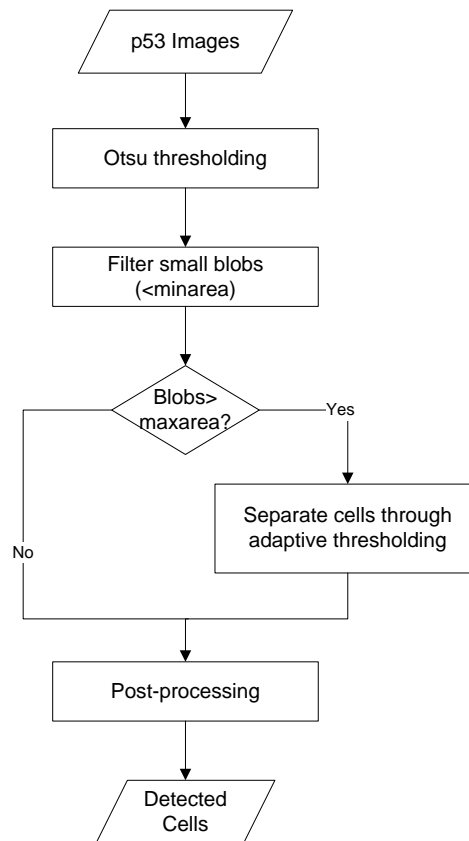 p53 Images
Otsu thresholding
Filter small blobs
(<minarea)
Blobs>
maxarea?
Yes
Separate cells through
adaptive thresholding
No
Post-processing
Detected
Cells